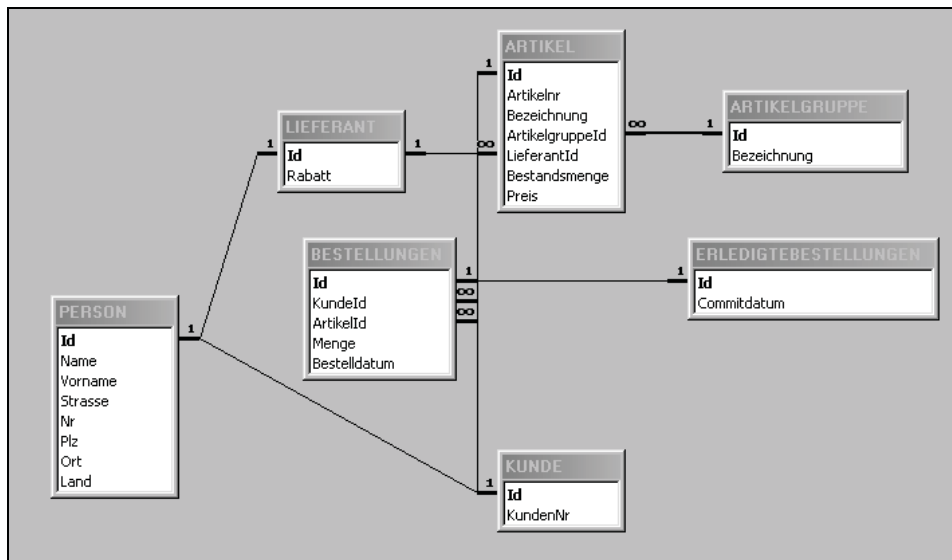 ARTIKEL
Id
Artikelnr
Bezeichnung
ArtikelgruppeId
LieferantId
Bestandsmenge
Preis
1
∞
∞
1
ARTIKELGRUPPE
Id
Bezeichnung
LIEFERANT
Id
Rabatt
1
1
BESTELLUNGEN
Id
KundeId
ArtikelId
Menge
Bestelldatum
1
∞
∞
1
ERLEDIGTEBESTELLUNGEN
Id
Commitdatum
PERSON
Id
Name
Vorname
Strasse
Nr
Plz
Ort
Land
1
1
KUNDE
Id
KundenNr